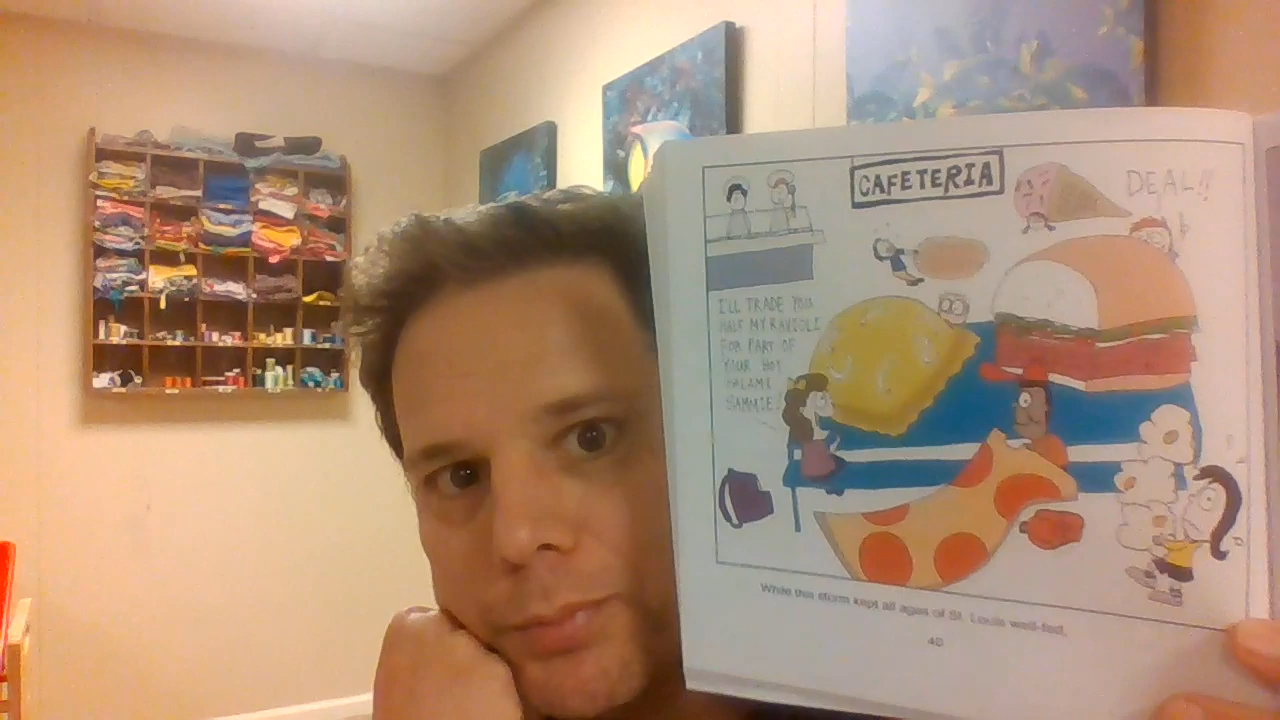 CAFETERIA
DEAL!!
I'LL TRADE YOU
HALF MY RAVIOLI
FOR PART OF
YOUR HOT
SALAMI
SAMMIE!
While this storm kept all ages of St. Louis well-fed,
40